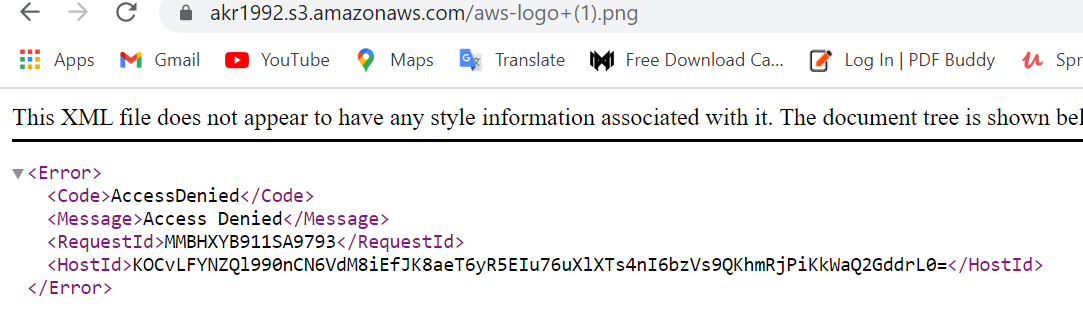 akr1992.s3.amazonaws.com/aws-logo+(1).png
Apps Gmail YouTube Maps Translate Free Download Ca... Log In | PDF Buddy Spr
This XML file does not appear to have any style information associated with it. The document tree is shown bel
<Error>
<Code>AccessDenied</Code>
<Message>Access Denied</Message>
<RequestId>MMBHXYB911SA9793</RequestId>
<HostId>KOCvLFYNZQl990nCN6VdM8iEfJK8aeT6yR5EIu76uXlXTs4nI6bzVs9QKhmRjPiKkWaQ2GddrL0=</HostId>
</Error>